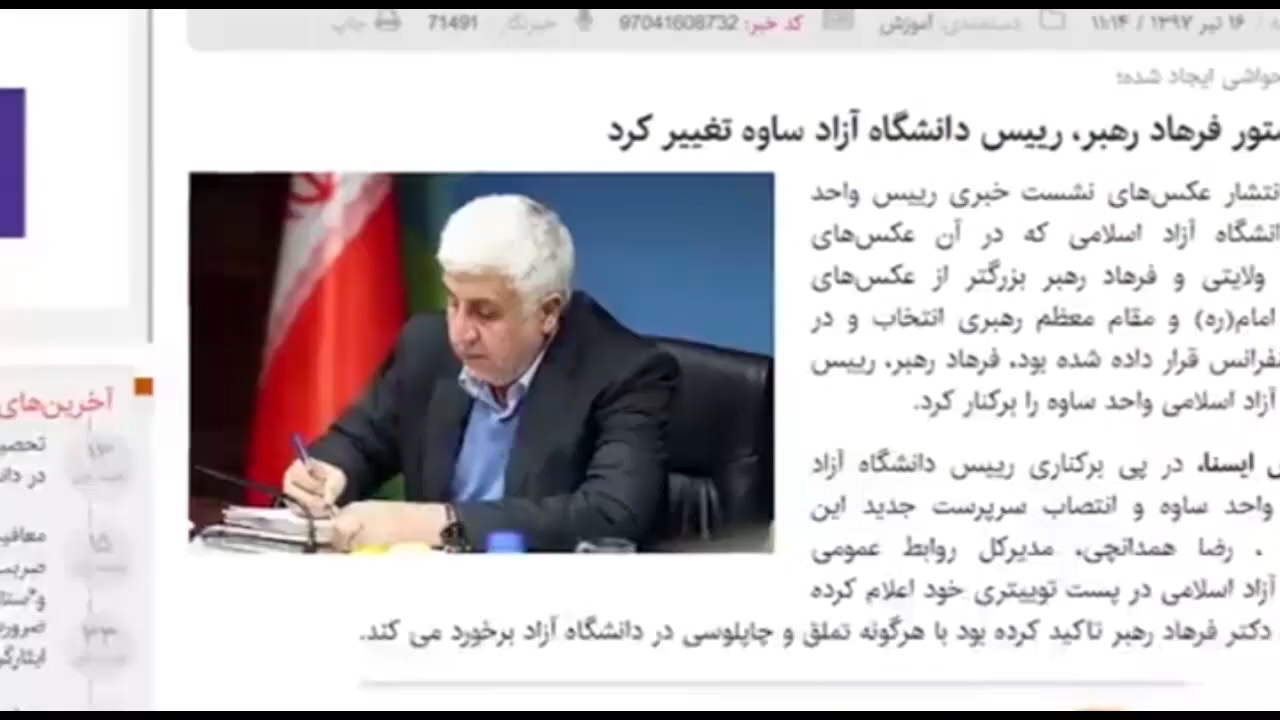 ۱۶ تیر ۱۳۹۷ / ۱۱:۱۴ دسته‌بندی: آموزش کد خبر: 97041608732 خبرنگار: 71491 چاپ
حواشی ایجاد شده؛
فرهاد رهبر، رییس دانشگاه آزاد ساوه تغییر کرد
عکس‌های نشست خبری رییس واحد
آزاد اسلامی که در آن عکس‌های
ولایتی و فرهاد رهبر بزرگتر از عکس‌های
امام(ره) و مقام معظم رهبری انتخاب و در
قرار داده شده بود، فرهاد رهبر، رییس
آزاد اسلامی واحد ساوه را برکنار کرد.
ایسنا، در پی برکناری رییس دانشگاه آزاد
واحد ساوه و انتصاب سرپرست جدید این
، رضا همدانچی، مدیرکل روابط عمومی
آزاد اسلامی در پست توییتری خود اعلام کرده
دکتر فرهاد رهبر تاکید کرده بود با هرگونه تملق و چاپلوسی در دانشگاه آزاد برخورد می کند.
آخرین‌های
در